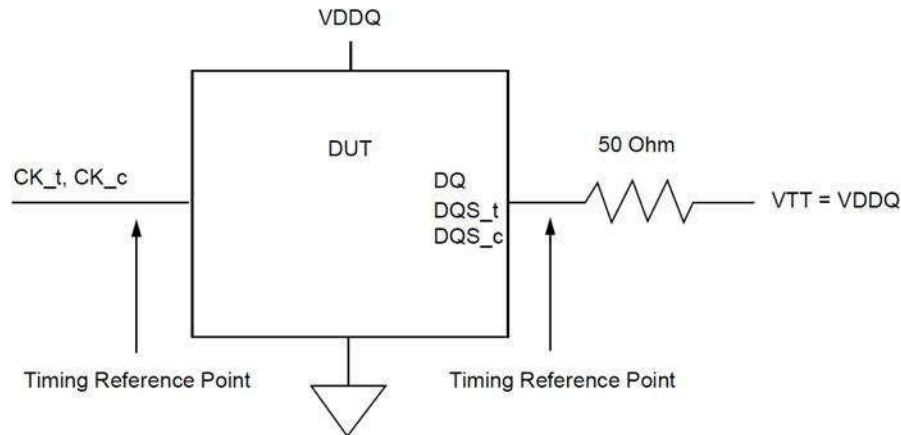 VDDQ
DUT
50 Ohm
CK_t, CK_c
DQ
DQS_t
DQS_c
VTT = VDDQ
Timing Reference Point
Timing Reference Point